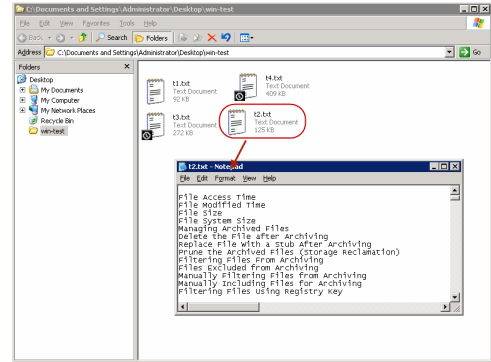 C:\Documents and Settings\Administrator\Desktop\win-test
File Edit View Favorites Tools Help
Back Search Folders
Address C:\Documents and Settings\Administrator\Desktop\win-test Go
Folders
Desktop
My Documents
My Computer
My Network Places
Recycle Bin
win-test
t1.txt
Text Document
92 KB
t4.txt
Text Document
409 KB
t3.txt
Text Document
272 KB
t2.txt
Text Document
125 KB
t2.txt - Notepad
File Edit Format View Help
File Access Time
File Modified Time
File Size
File System Size
Managing Archived Files
Delete the File after Archiving
Replace File with a Stub After Archiving
Prune the Archived Files (Storage Reclamation)
Filtering Files From Archiving
Files Excluded from Archiving
Manually Filtering Files from Archiving
Manually Including Files for Archiving
Filtering Files using Registry Key